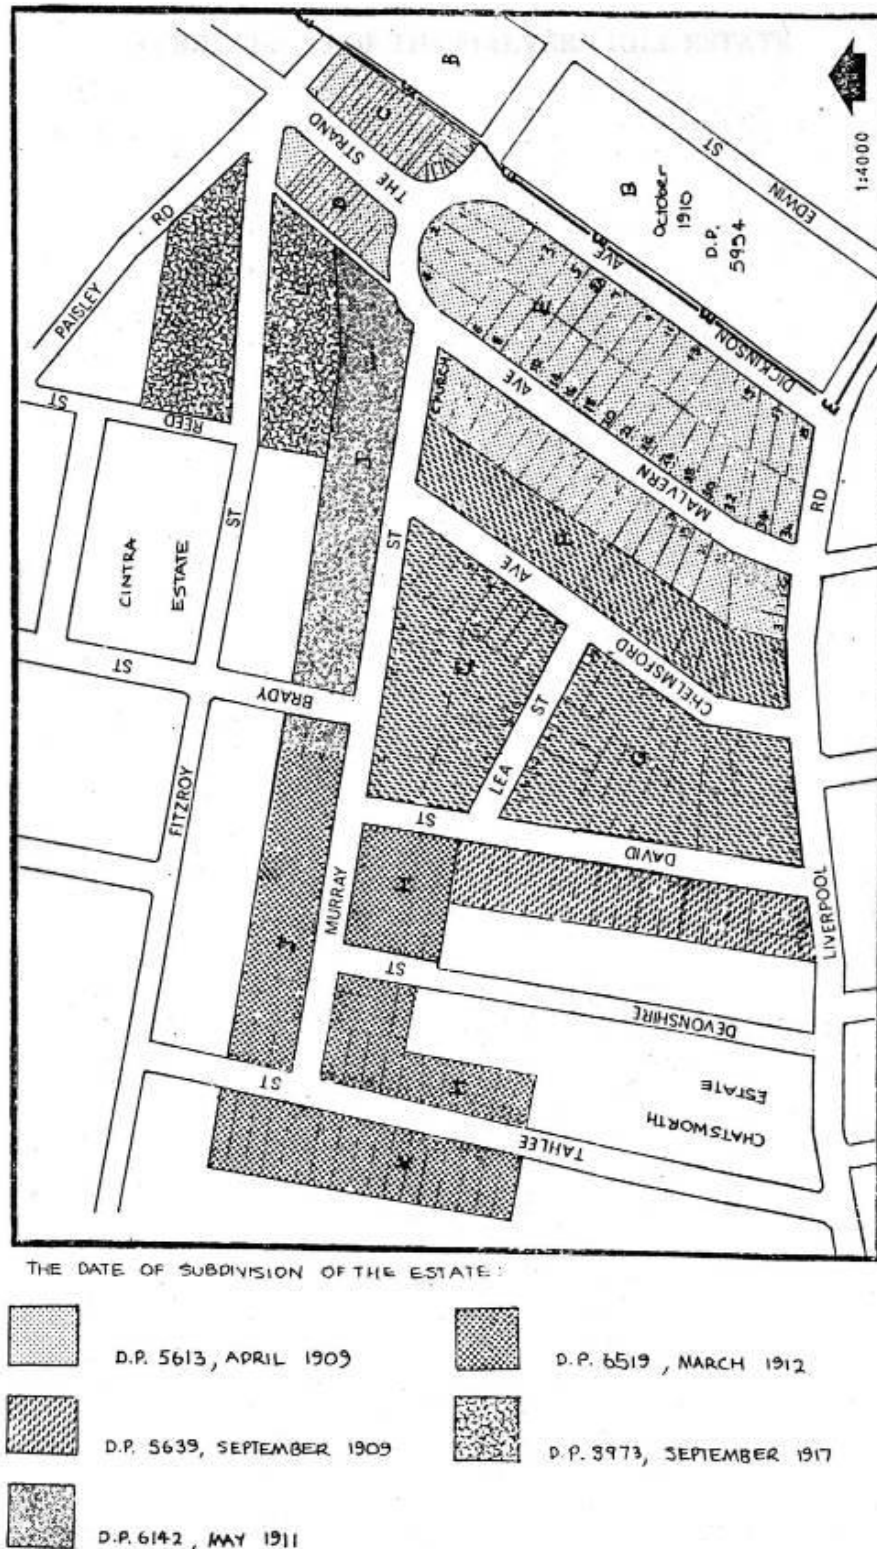 B
THE STRAND
C
D
PAISLEY RD
B
October
1910
D.P.
5954
EDWIN ST
1:4000
DICKINSON AVE
E
MALVERN AVE
CHURCH
REED ST
CINTRA
ESTATE
ST
J
F
CHELMSFORD AVE
LIVERPOOL RD
BRADY ST
FITZROY
MURRAY ST
G
LEA ST
G
DAVID ST
H
J
DEVONSHIRE ST
H
CHATSWORTH
ESTATE
TAHLEE ST
K
THE DATE OF SUBDIVISION OF THE ESTATE:
D.P. 5613, APRIL 1909
D.P. 6519, MARCH 1912
D.P. 5639, SEPTEMBER 1909
D.P. 8973, SEPTEMBER 1917
D.P. 6142, MAY 1911